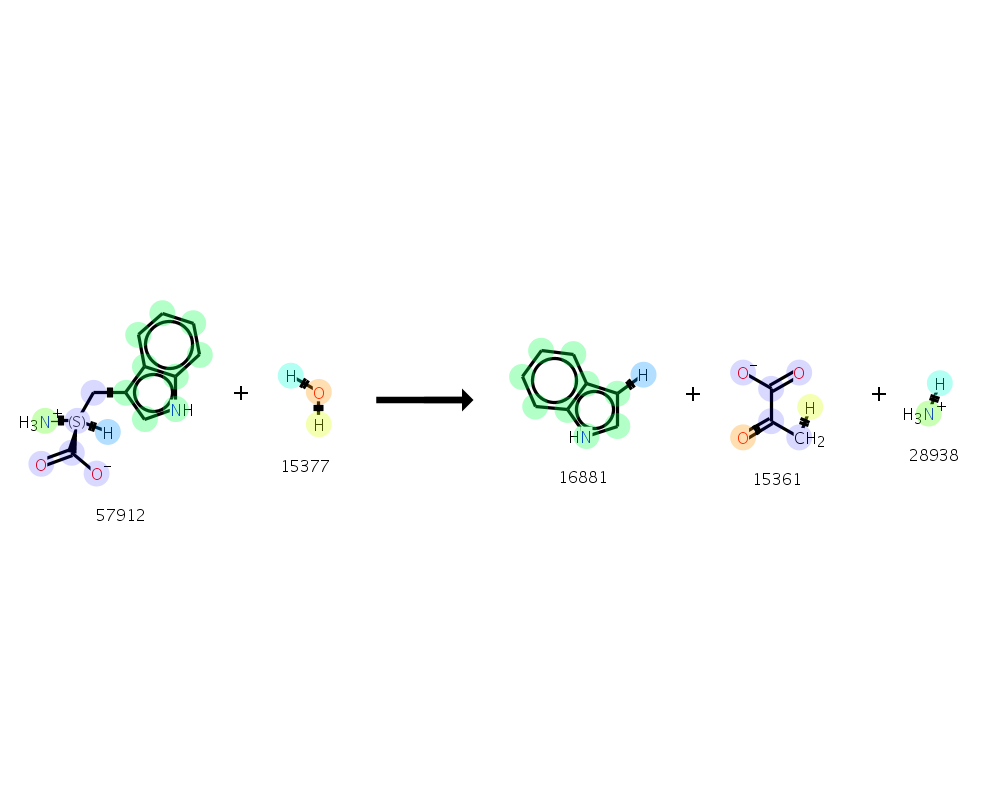 H3N+ (S) H
O O−
NH
57912
+
H O
H
15377
+
H
HN
16881
+
O− O
H
O CH2
15361
+
H
H3N+
28938